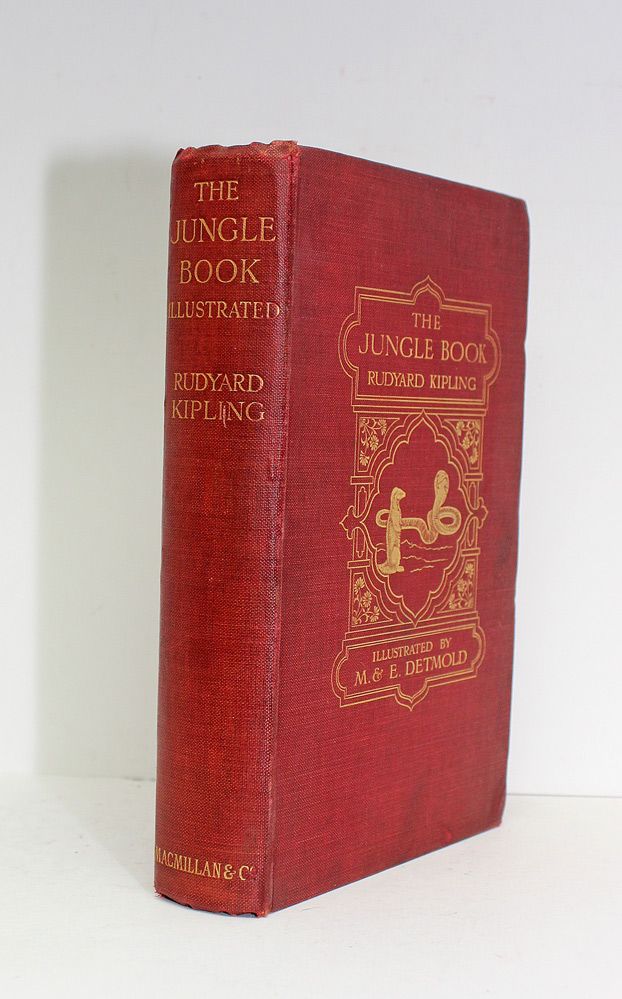 THE
JUNGLE
BOOK
ILLUSTRATED
RUDYARD
KIPLING
MACMILLAN & Co
THE
JUNGLE BOOK
RUDYARD KIPLING
ILLUSTRATED BY
M. & E. DETMOLD